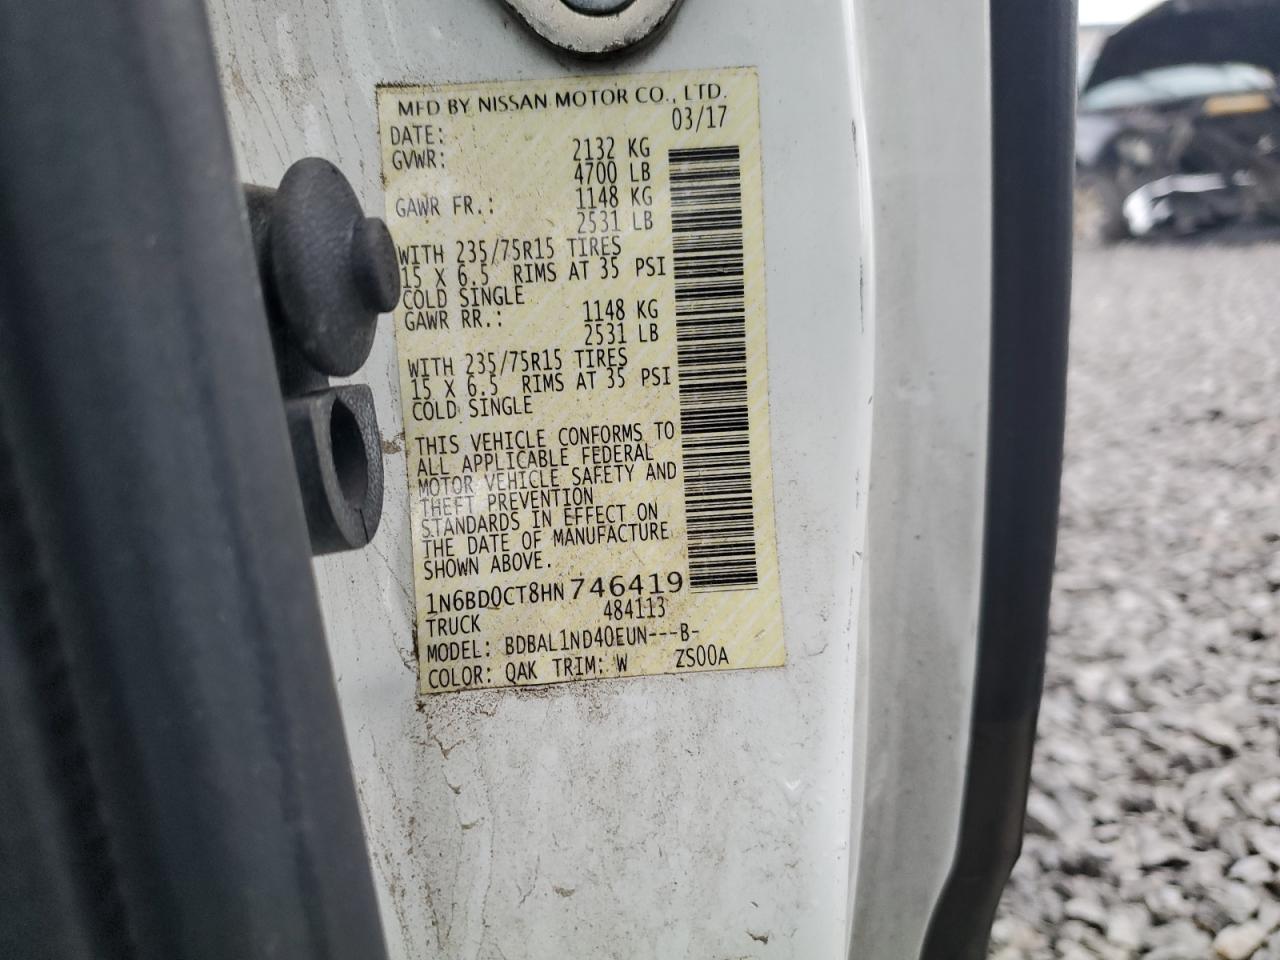 MFD BY NISSAN MOTOR CO., LTD.
DATE: 03/17
GVWR: 2132 KG
4700 LB
GAWR FR.: 1148 KG
2531 LB
WITH 235/75R15 TIRES
15 X 6.5 RIMS AT 35 PSI
COLD SINGLE
GAWR RR.: 1148 KG
2531 LB
WITH 235/75R15 TIRES
15 X 6.5 RIMS AT 35 PSI
COLD SINGLE
THIS VEHICLE CONFORMS TO
ALL APPLICABLE FEDERAL
MOTOR VEHICLE SAFETY AND
THEFT PREVENTION
STANDARDS IN EFFECT ON
THE DATE OF MANUFACTURE
SHOWN ABOVE.
1N6BD0CT8HN746419
TRUCK 484113
MODEL: BDBAL1ND40EUN---B-
COLOR: QAK TRIM: W ZS00A